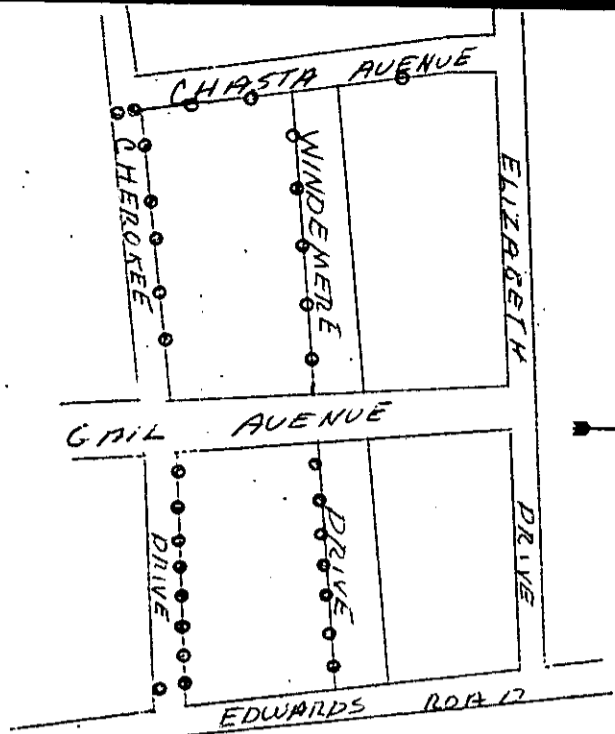 CHASTA AVENUE
CHEROKEE
WINDEMERE
ELIZABETH
GAIL AVENUE
DRIVE
DRIVE
DRIVE
EDWARDS ROAD